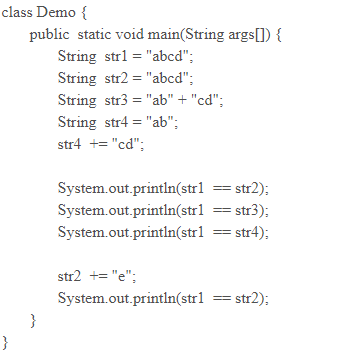 class Demo {
public  static void main(String args[]) {
String  str1 = "abcd";
String  str2 = "abcd";
String  str3 = "ab" + "cd";
String  str4 = "ab";
str4  += "cd";
System.out.println(str1  == str2);
System.out.println(str1  == str3);
System.out.println(str1  == str4);
str2  += "e";
System.out.println(str1  == str2);
}
}